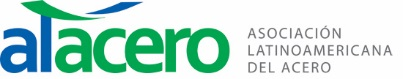 alacero
ASOCIACIÓN
LATINOAMERICANA
DEL ACERO